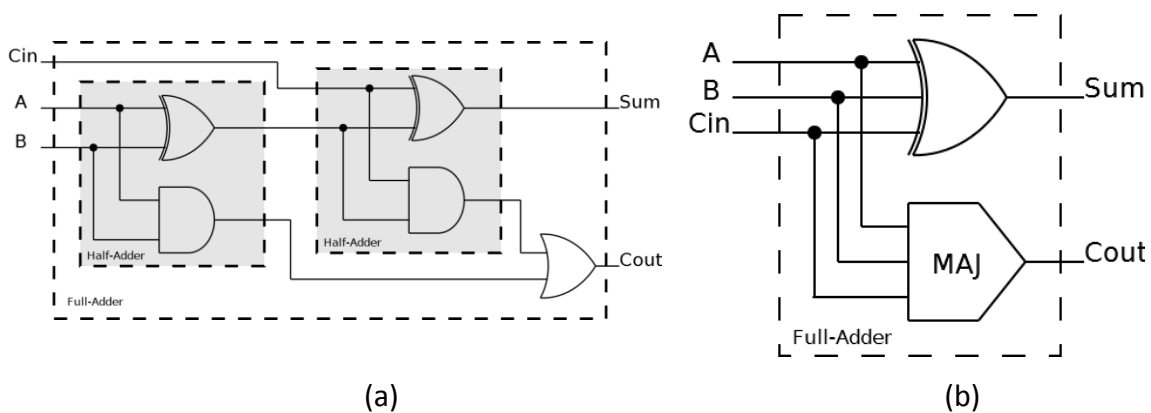 Cin
A
B
Half-Adder
Half-Adder
Full-Adder
Sum
Cout
(a)
A
B
Cin
MAJ
Full-Adder
Sum
Cout
(b)